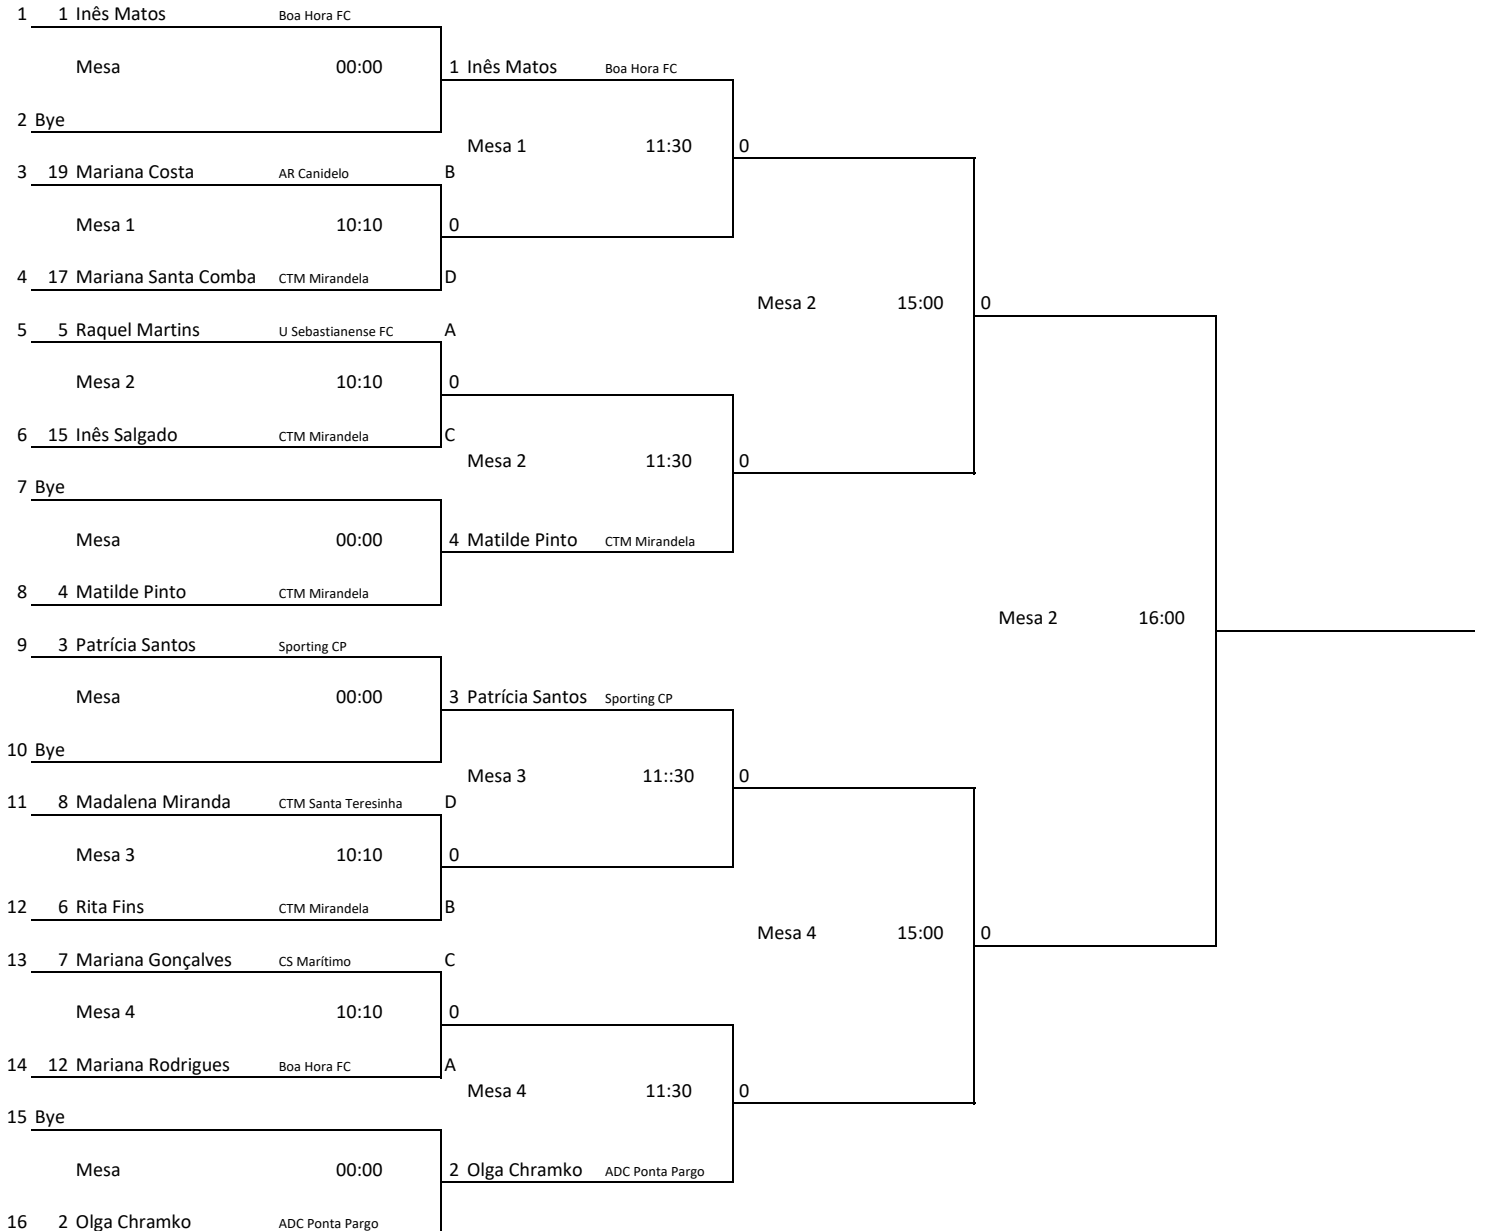 1 1 Inês Matos Boa Hora FC
Mesa 00:00 1 Inês Matos Boa Hora FC
2 Bye
Mesa 1 11:30 0
3 19 Mariana Costa AR Canidelo B
Mesa 1 10:10 0
4 17 Mariana Santa Comba CTM Mirandela D
Mesa 2 15:00 0
5 5 Raquel Martins U Sebastianense FC A
Mesa 2 10:10 0
6 15 Inês Salgado CTM Mirandela C
Mesa 2 11:30 0
7 Bye
Mesa 00:00 4 Matilde Pinto CTM Mirandela
8 4 Matilde Pinto CTM Mirandela
Mesa 2 16:00
9 3 Patrícia Santos Sporting CP
Mesa 00:00 3 Patrícia Santos Sporting CP
10 Bye
Mesa 3 11::30 0
11 8 Madalena Miranda CTM Santa Teresinha D
Mesa 3 10:10 0
12 6 Rita Fins CTM Mirandela B
Mesa 4 15:00 0
13 7 Mariana Gonçalves CS Marítimo C
Mesa 4 10:10 0
14 12 Mariana Rodrigues Boa Hora FC A
Mesa 4 11:30 0
15 Bye
Mesa 00:00 2 Olga Chramko ADC Ponta Pargo
16 2 Olga Chramko ADC Ponta Pargo